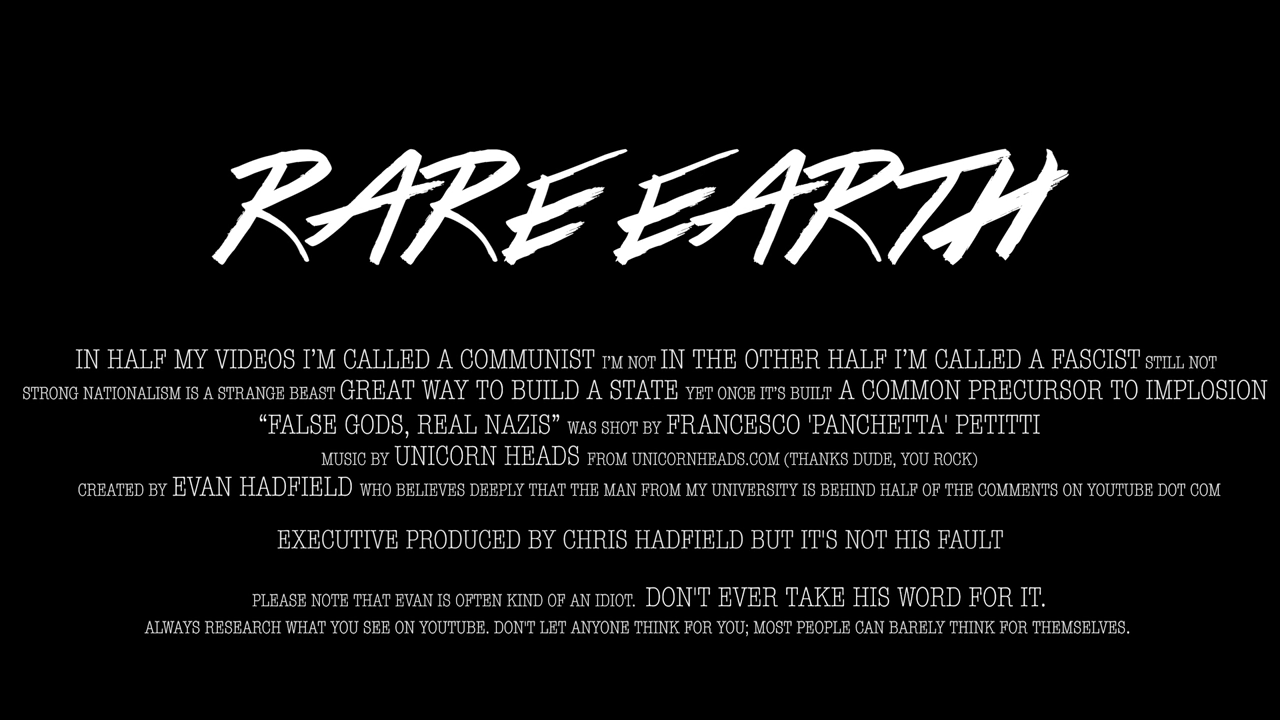 RARE EARTH
IN HALF MY VIDEOS I'M CALLED A COMMUNIST I'M NOT IN THE OTHER HALF I'M CALLED A FASCIST STILL NOT
STRONG NATIONALISM IS A STRANGE BEAST GREAT WAY TO BUILD A STATE YET ONCE IT'S BUILT A COMMON PRECURSOR TO IMPLOSION
“FALSE GODS, REAL NAZIS” WAS SHOT BY FRANCESCO 'PANCHETTA' PETITTI
MUSIC BY UNICORN HEADS FROM UNICORNHEADS.COM (THANKS DUDE, YOU ROCK)
CREATED BY EVAN HADFIELD WHO BELIEVES DEEPLY THAT THE MAN FROM MY UNIVERSITY IS BEHIND HALF OF THE COMMENTS ON YOUTUBE DOT COM
EXECUTIVE PRODUCED BY CHRIS HADFIELD BUT IT'S NOT HIS FAULT
PLEASE NOTE THAT EVAN IS OFTEN KIND OF AN IDIOT. DON'T EVER TAKE HIS WORD FOR IT.
ALWAYS RESEARCH WHAT YOU SEE ON YOUTUBE. DON'T LET ANYONE THINK FOR YOU; MOST PEOPLE CAN BARELY THINK FOR THEMSELVES.